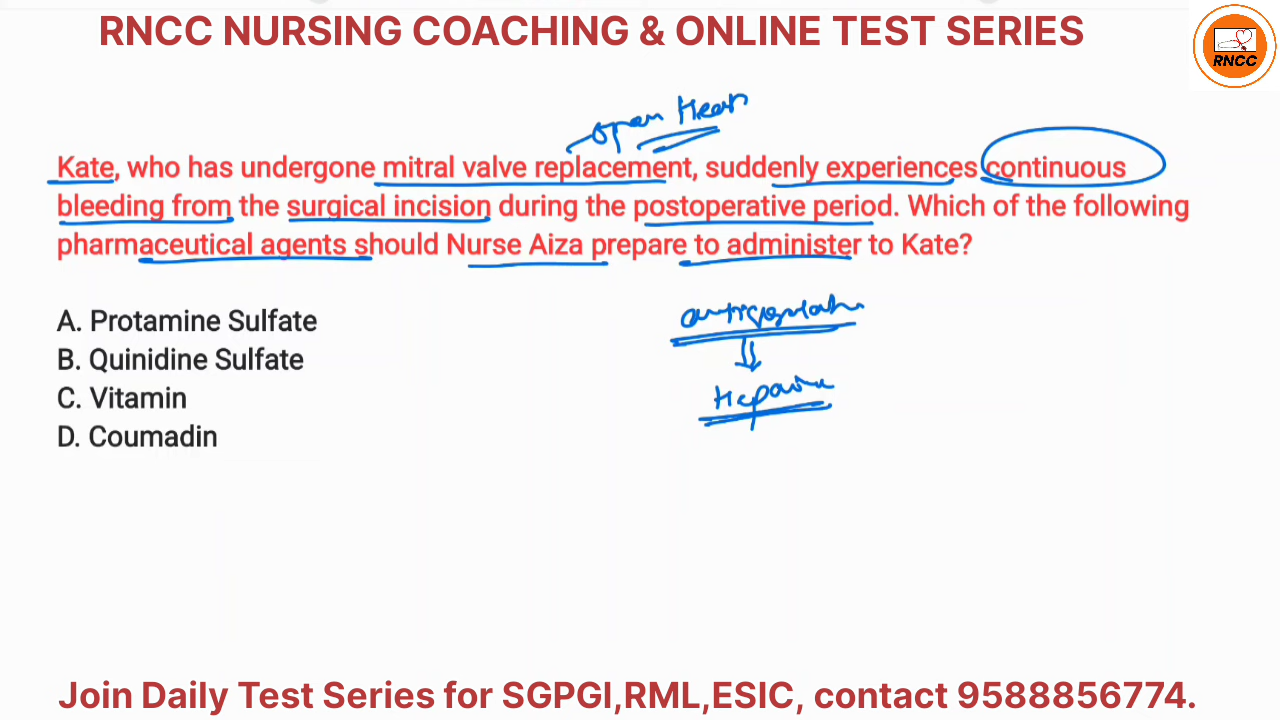 RNCC NURSING COACHING & ONLINE TEST SERIES
RNCC
open Heart
Kate, who has undergone mitral valve replacement, suddenly experiences continuous
bleeding from the surgical incision during the postoperative period. Which of the following
pharmaceutical agents should Nurse Aiza prepare to administer to Kate?
A. Protamine Sulfate
B. Quinidine Sulfate
C. Vitamin
D. Coumadin
Heparin
Join Daily Test Series for SGPGI,RML,ESIC, contact 9588856774.